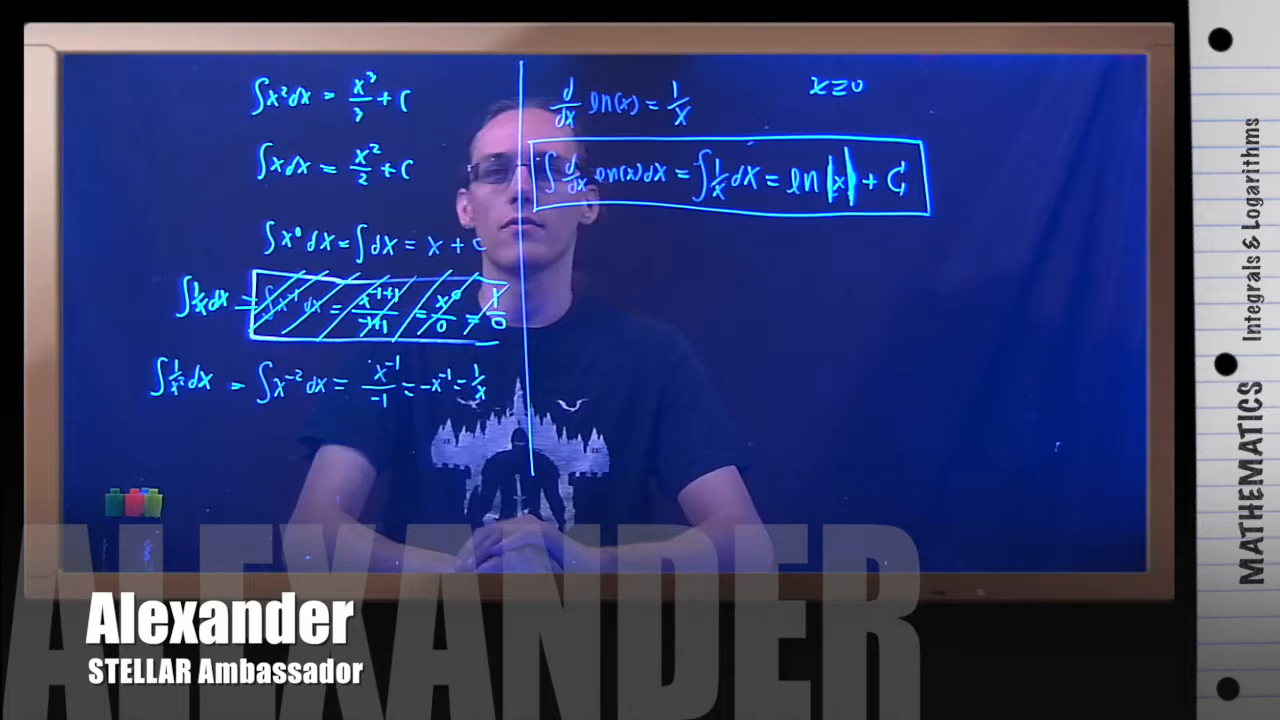 ∫x²dx = x³/3 + C
∫xdx = x²/2 + C
∫x⁰dx = ∫dx = x + C
∫1/x dx = ∫x⁻¹dx = x⁻¹⁺¹/-1+1 = x⁰/0 = 1/0
∫1/x² dx = ∫x⁻²dx = x⁻¹/-1 = -x⁻¹ = 1/x
d/dx ln(x) = 1/x
x≥0
∫d/dx ln(x)dx = ∫1/x dx = ln|x| + C
ALEXANDER
Alexander
STELLAR Ambassador
MATHEMATICS
Integrals & Logarithms